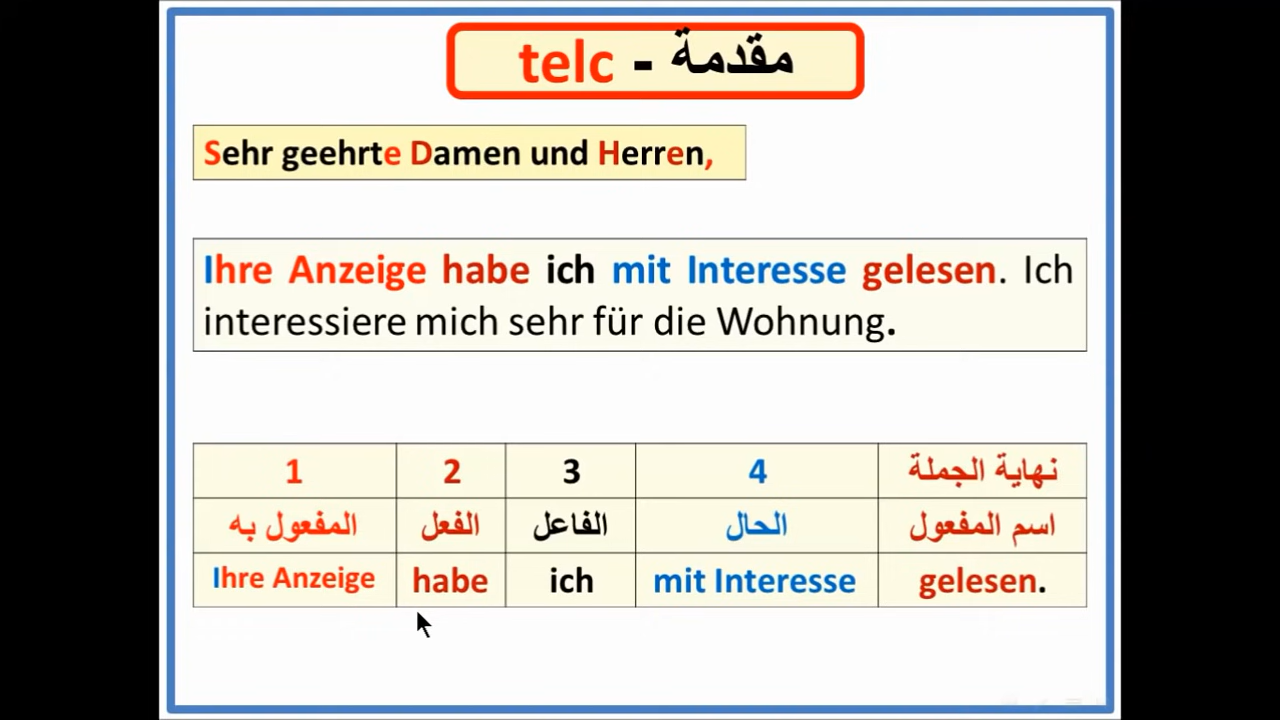 مقدمة - telc
Sehr geehrte Damen und Herren,
Ihre Anzeige habe ich mit Interesse gelesen. Ich
interessiere mich sehr für die Wohnung.
1 2 3 4 نهاية الجملة
المفعول به الفعل الفاعل الحال اسم المفعول
Ihre Anzeige habe ich mit Interesse gelesen.